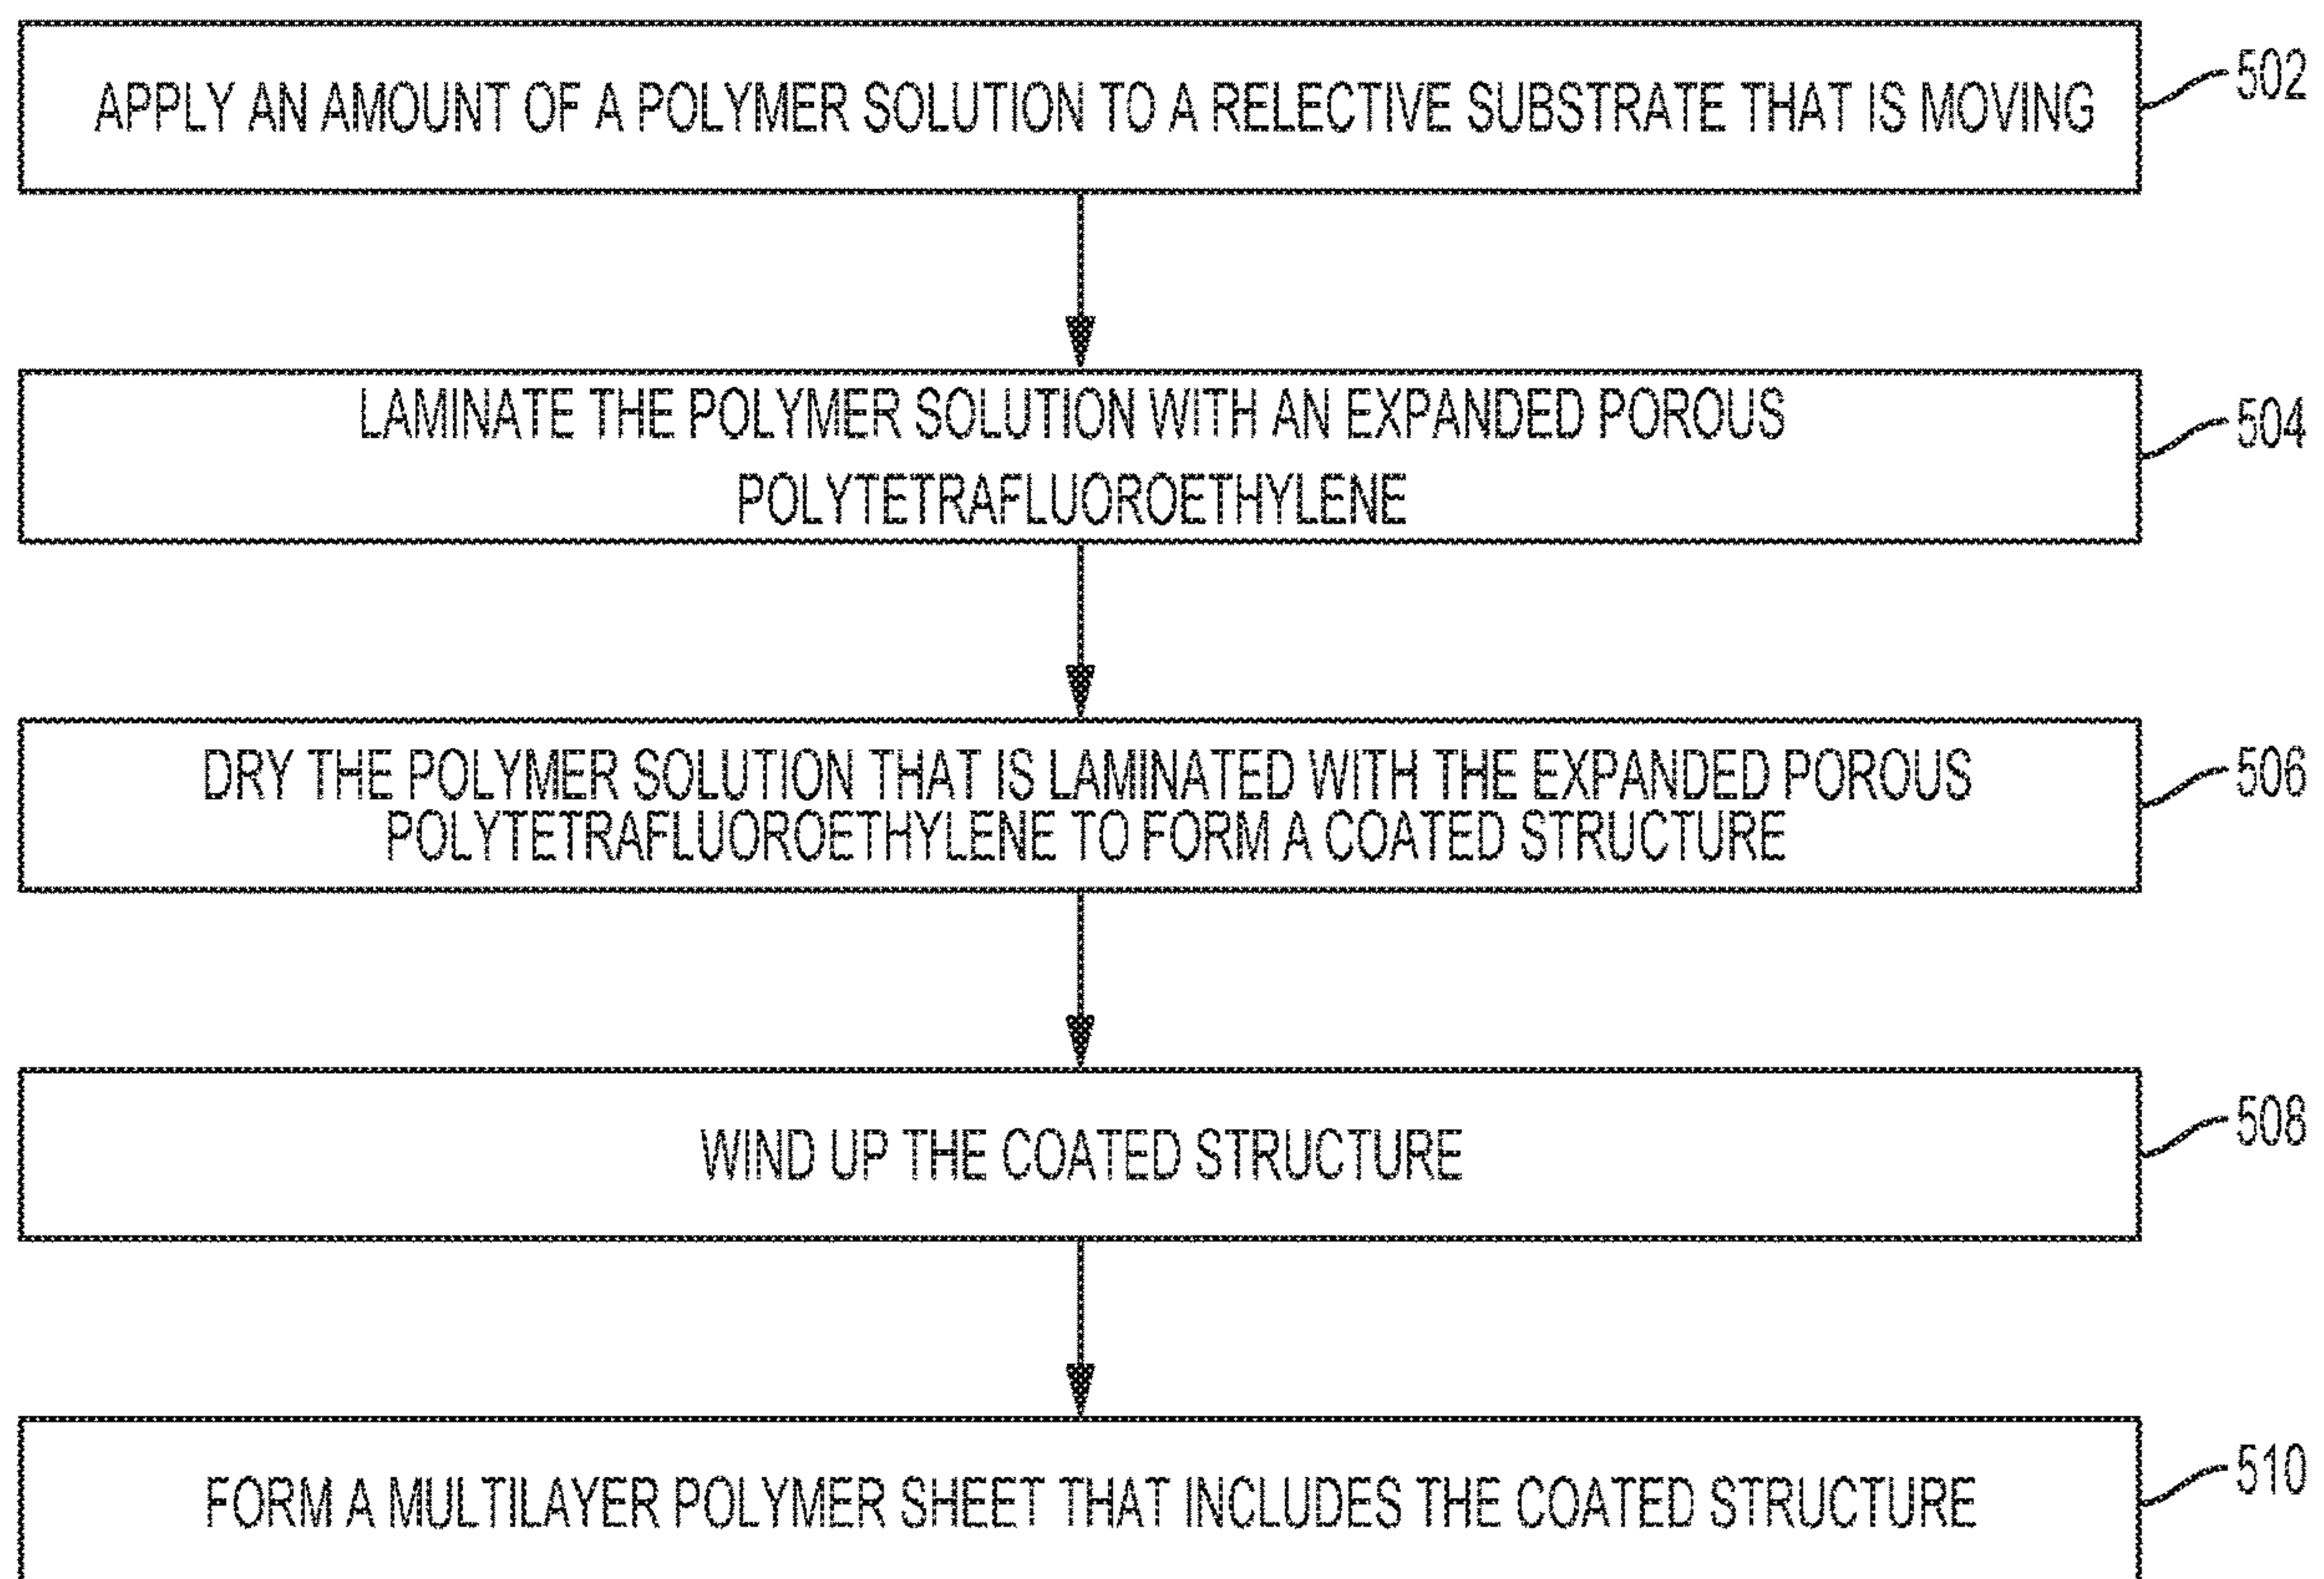 APPLY AN AMOUNT OF A POLYMER SOLUTION TO A RELECTIVE SUBSTRATE THAT IS MOVING
502
LAMINATE THE POLYMER SOLUTION WITH AN EXPANDED POROUS
POLYTETRAFLUOROETHYLENE
504
DRY THE POLYMER SOLUTION THAT IS LAMINATED WITH THE EXPANDED POROUS
POLYTETRAFLUOROETHYLENE TO FORM A COATED STRUCTURE
506
WIND UP THE COATED STRUCTURE
508
FORM A MULTILAYER POLYMER SHEET THAT INCLUDES THE COATED STRUCTURE
510